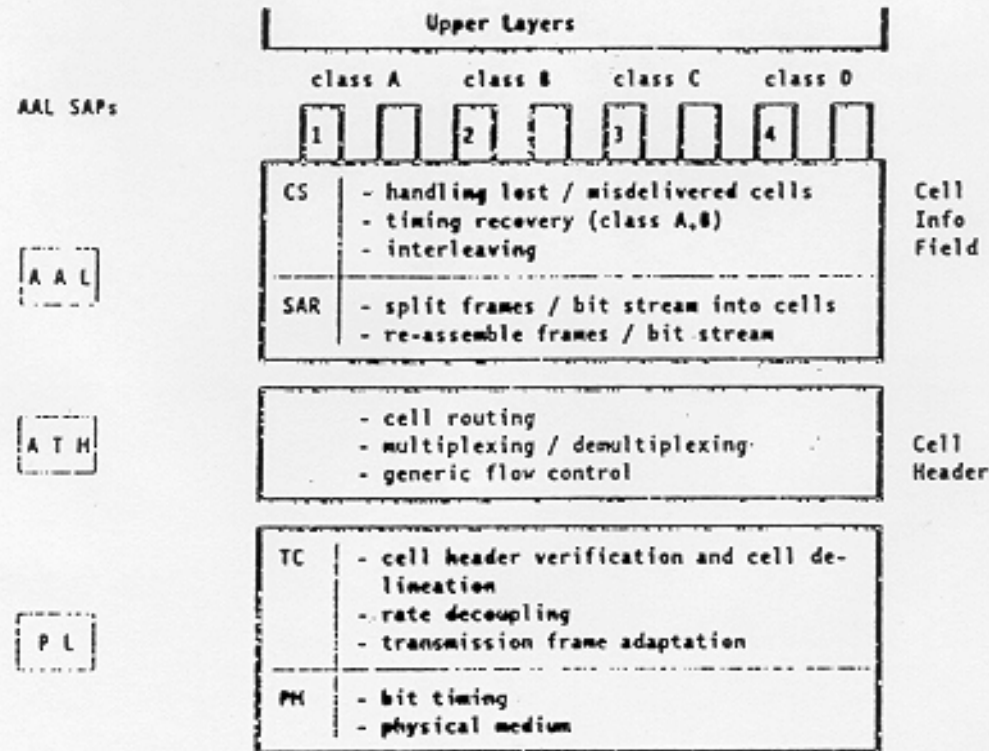 Upper Layers
class A class B class C class D
AAL SAPs
1 2 3 4
CS - handling lost / misdelivered cells
- timing recovery (class A,B)
- interleaving
Cell
Info
Field
A A L
SAR - split frames / bit stream into cells
- re-assemble frames / bit stream
- cell routing
- multiplexing / demultiplexing
- generic flow control
A T M
Cell
Header
TC - cell header verification and cell de-
lineation
- rate decoupling
- transmission frame adaptation
P L
PM - bit timing
- physical medium